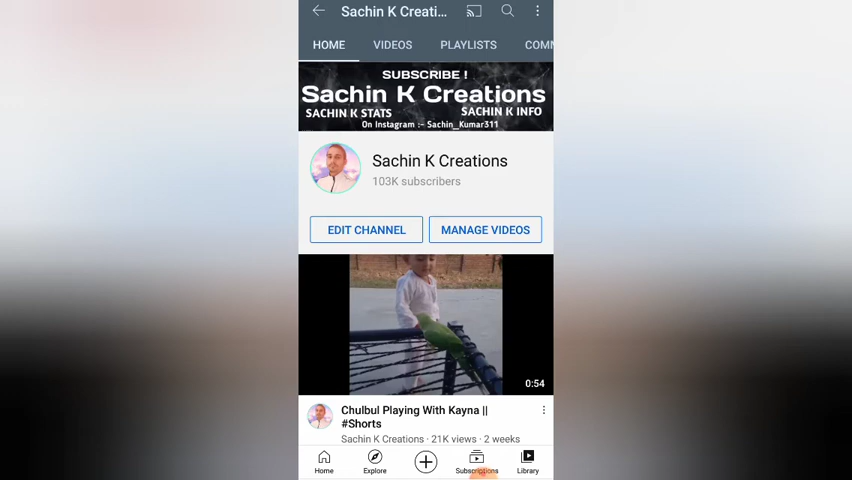 Sachin K Creati...
HOME VIDEOS PLAYLISTS COMM
SUBSCRIBE !
Sachin K Creations
SACHIN K STATS SACHIN K INFO
On Instagram :- Sachin_Kumar311
Sachin K Creations
103K subscribers
EDIT CHANNEL MANAGE VIDEOS
0:54
Chulbul Playing With Kayna ||
#Shorts
Sachin K Creations · 21K views · 2 weeks
Home Explore Subscriptions Library